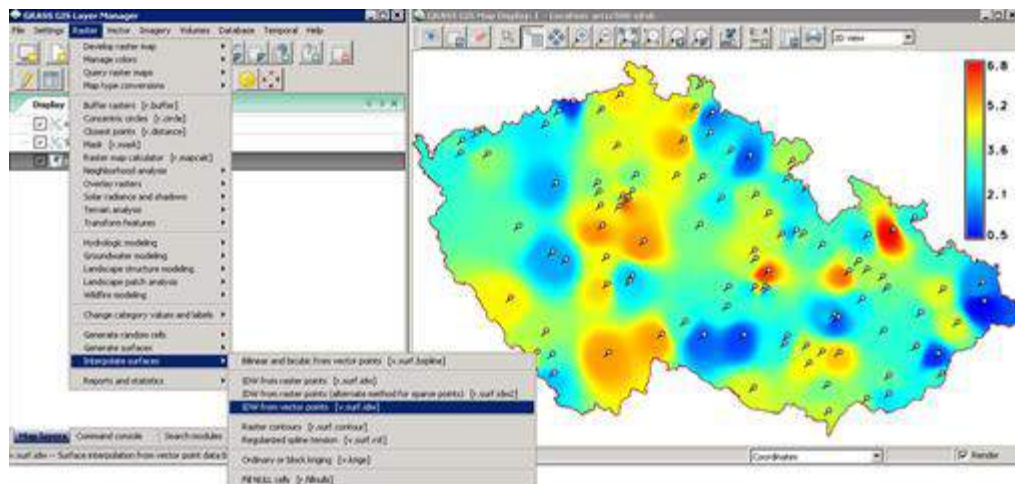 GRASS GIS Layer Manager
File Settings Raster Vector Imagery Volumes Database Temporal Help
Develop raster map
Manage colors
Query raster maps
Map type conversions
Buffer rasters [r.buffer]
Concentric circles [r.circle]
Closest points [r.distance]
Mask [r.mask]
Raster map calculator [r.mapcalc]
Neighborhood analysis
Overlay rasters
Solar radiance and shadows
Terrain analysis
Transform features
Hydrologic modeling
Groundwater modeling
Landscape structure modeling
Landscape patch analysis
Wildfire modeling
Change category values and labels
Generate random cells
Generate surfaces
Interpolate surfaces
Reports and statistics
Display
Bilinear and bicubic from vector points [v.surf.bspline]
IDW from raster points [r.surf.idw]
IDW from raster points (alternate method for sparse points) [r.surf.idw2]
IDW from vector points [v.surf.idw]
Raster contours [r.surf.contour]
Regularized spline tension [v.surf.rst]
Ordinary or block kriging [v.krige]
Fill NULL cells [r.fillnulls]
Map layers Command console Search modules
v.surf.idw -- Surface interpolation from vector point data b
GRASS GIS Map Display: 1 - Location:
2D view
6.8
5.2
3.6
2.1
0.5
Coordinates
Render